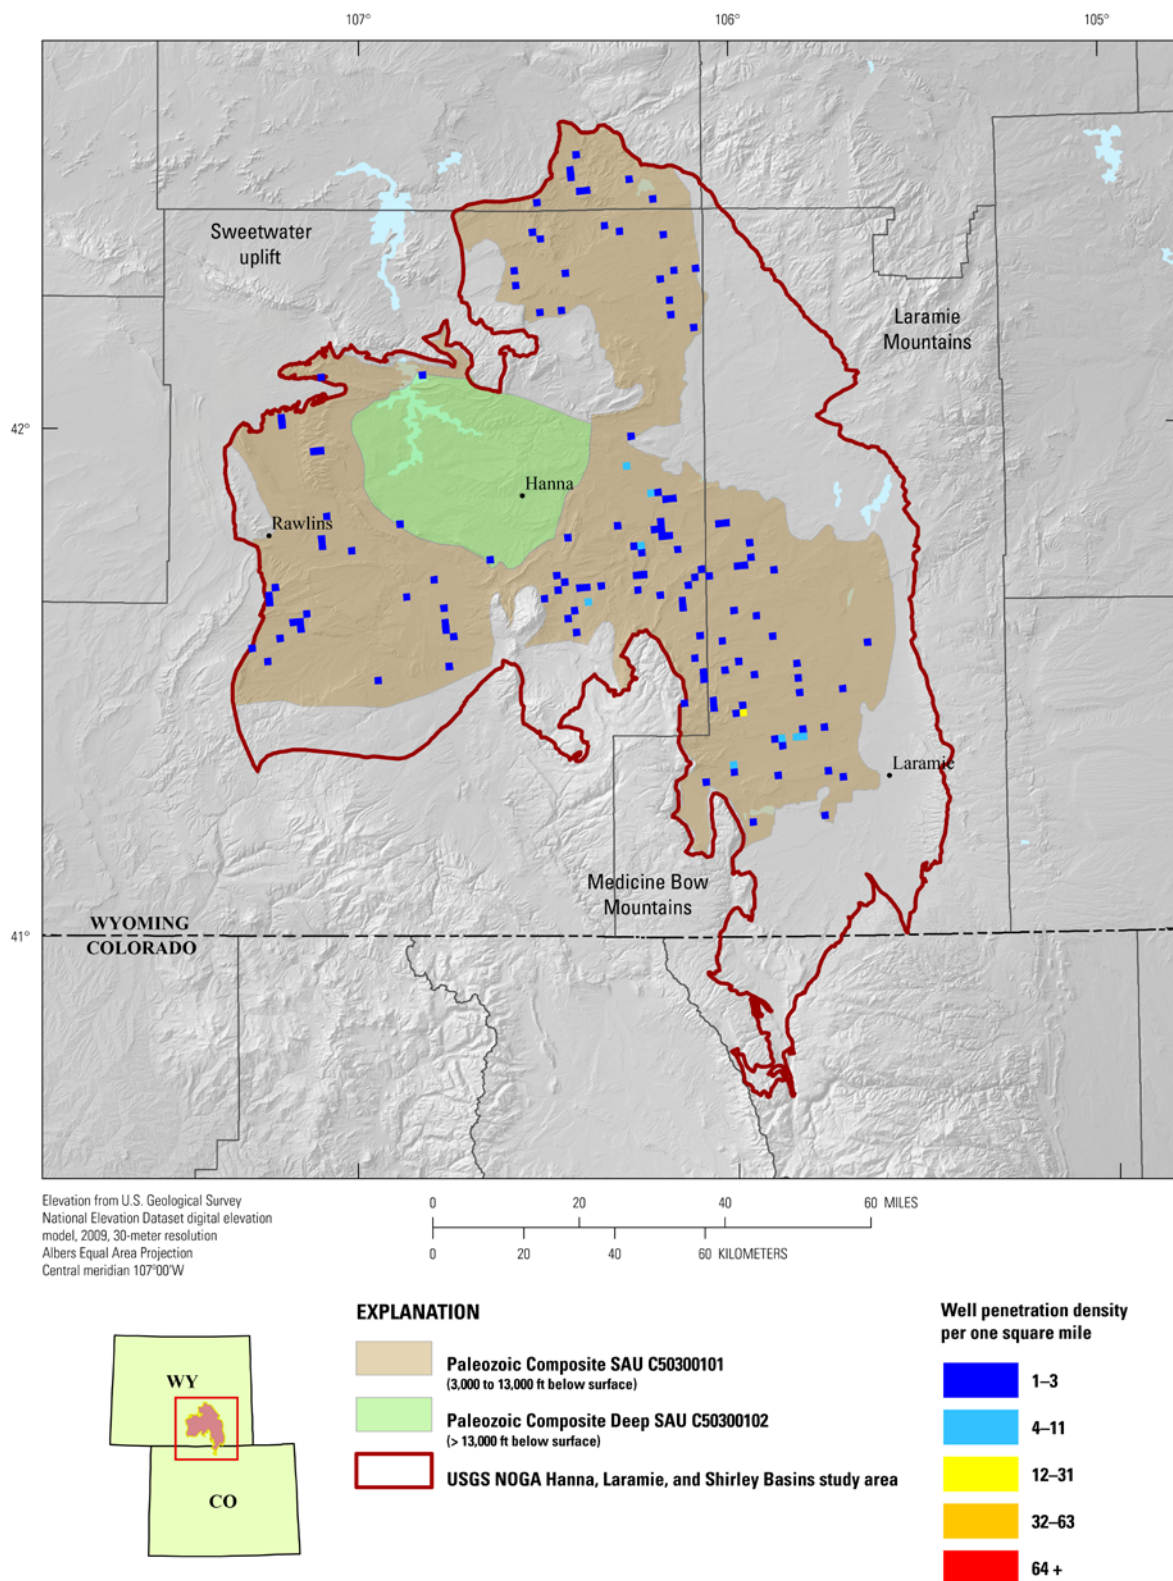 107°
106°
105°
Sweetwater
uplift
Laramie
Mountains
42°
Hanna
Rawlins
Laramie
Medicine Bow
Mountains
WYOMING
41°
COLORADO
Elevation from U.S. Geological Survey
National Elevation Dataset digital elevation
model, 2009, 30-meter resolution
Albers Equal Area Projection
Central meridian 107°00'W
0 20 40 60 MILES
0 20 40 60 KILOMETERS
WY
CO
EXPLANATION
Paleozoic Composite SAU C50300101
(3,000 to 13,000 ft below surface)
Paleozoic Composite Deep SAU C50300102
(> 13,000 ft below surface)
USGS NOGA Hanna, Laramie, and Shirley Basins study area
Well penetration density
per one square mile
1–3
4–11
12–31
32–63
64 +